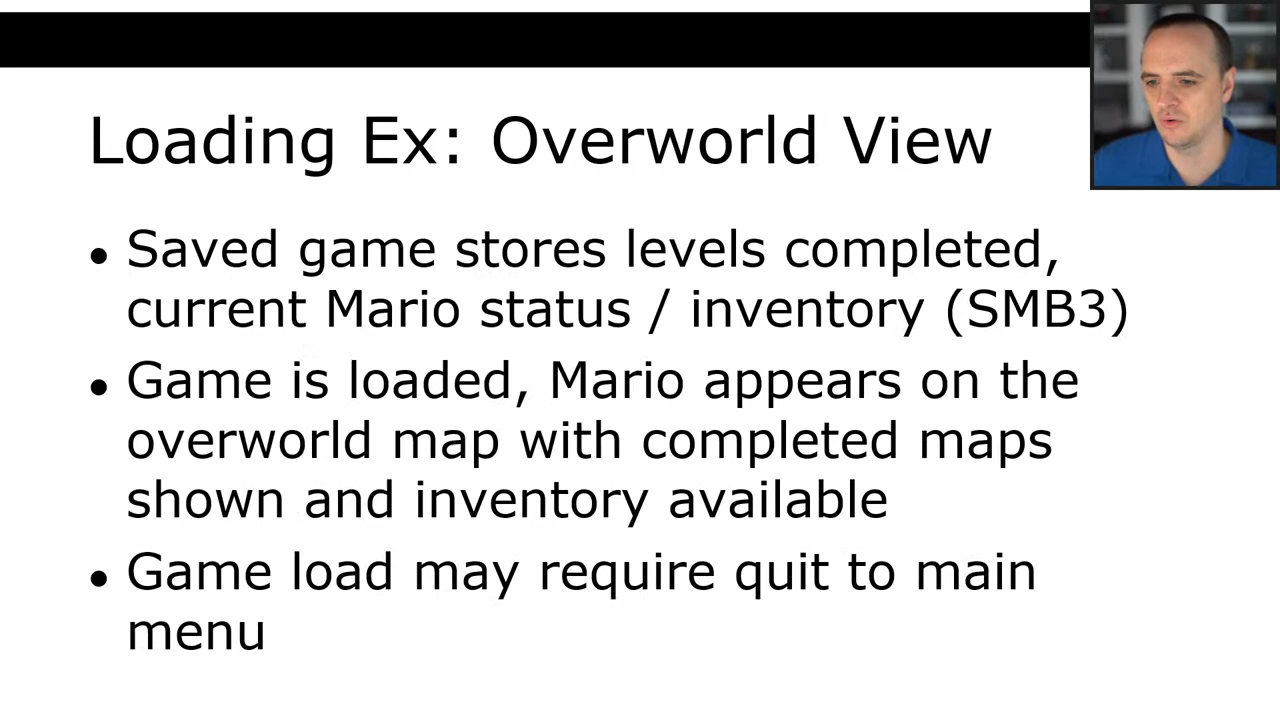 Loading Ex: Overworld View
• Saved game stores levels completed,
current Mario status / inventory (SMB3)
• Game is loaded, Mario appears on the
overworld map with completed maps
shown and inventory available
• Game load may require quit to main
menu